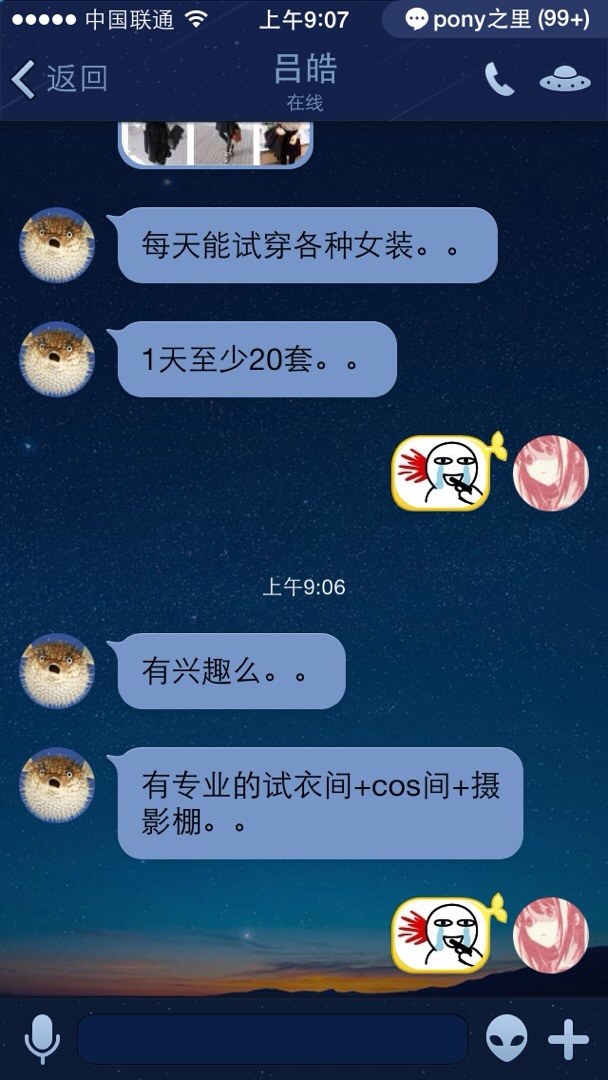 中国联通 上午9:07 pony之里 (99+)
返回 吕皓
在线
每天能试穿各种女装。。
1天至少20套。。
上午9:06
有兴趣么。。
有专业的试衣间+cos间+摄
影棚。。